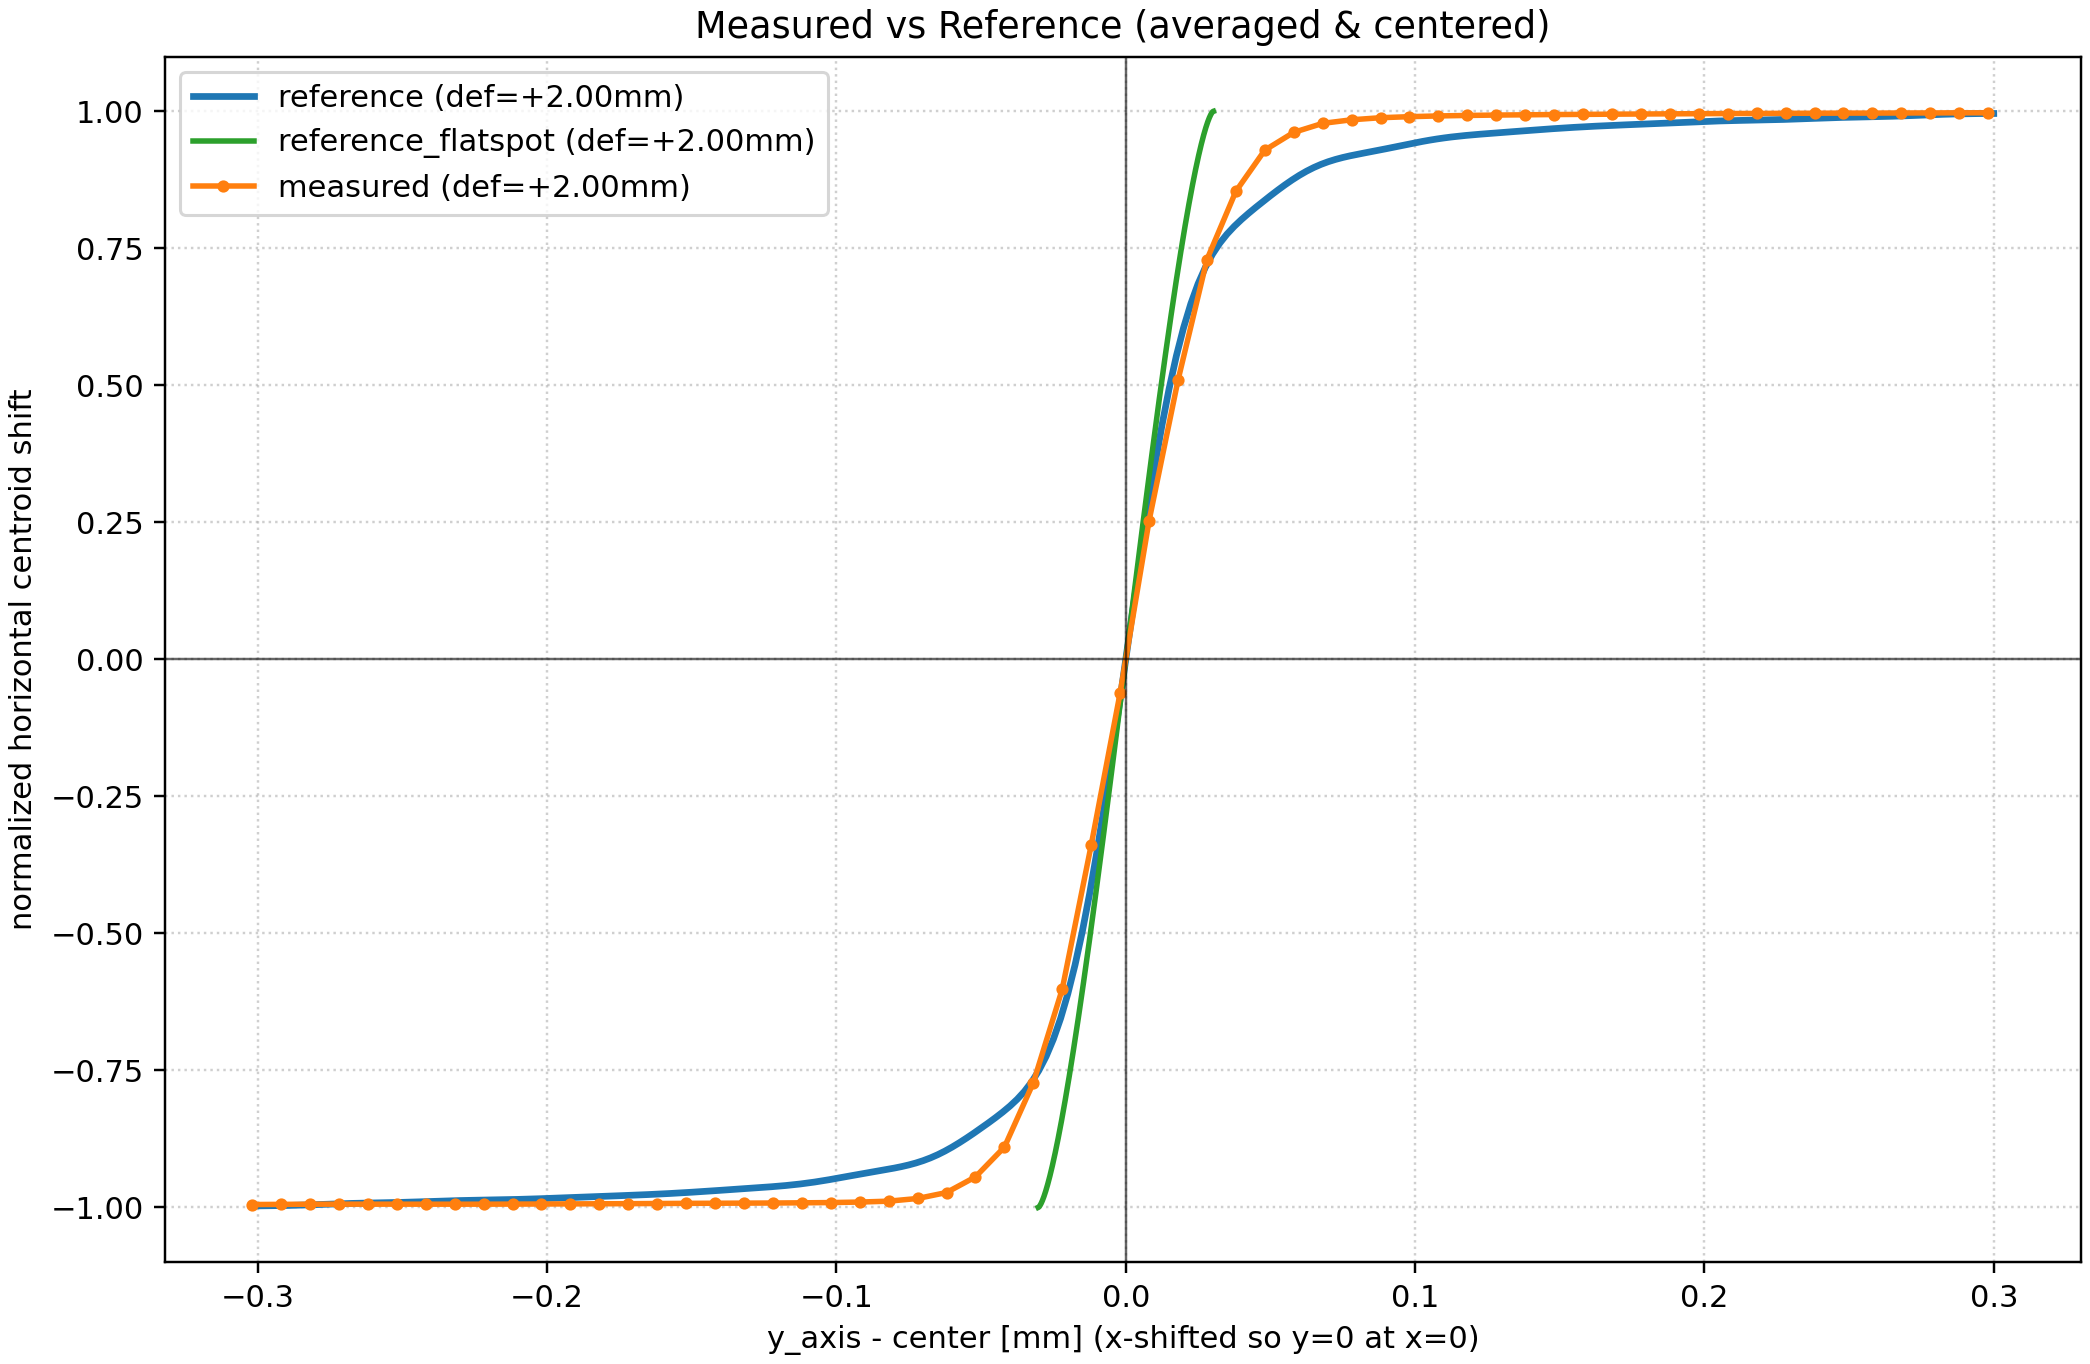 Measured vs Reference (averaged & centered)
reference (def=+2.00mm)
reference_flatspot (def=+2.00mm)
measured (def=+2.00mm)
normalized horizontal centroid shift
1.00
0.75
0.50
0.25
0.00
−0.25
−0.50
−0.75
−1.00
−0.3
−0.2
−0.1
0.0
0.1
0.2
0.3
y_axis - center [mm] (x-shifted so y=0 at x=0)